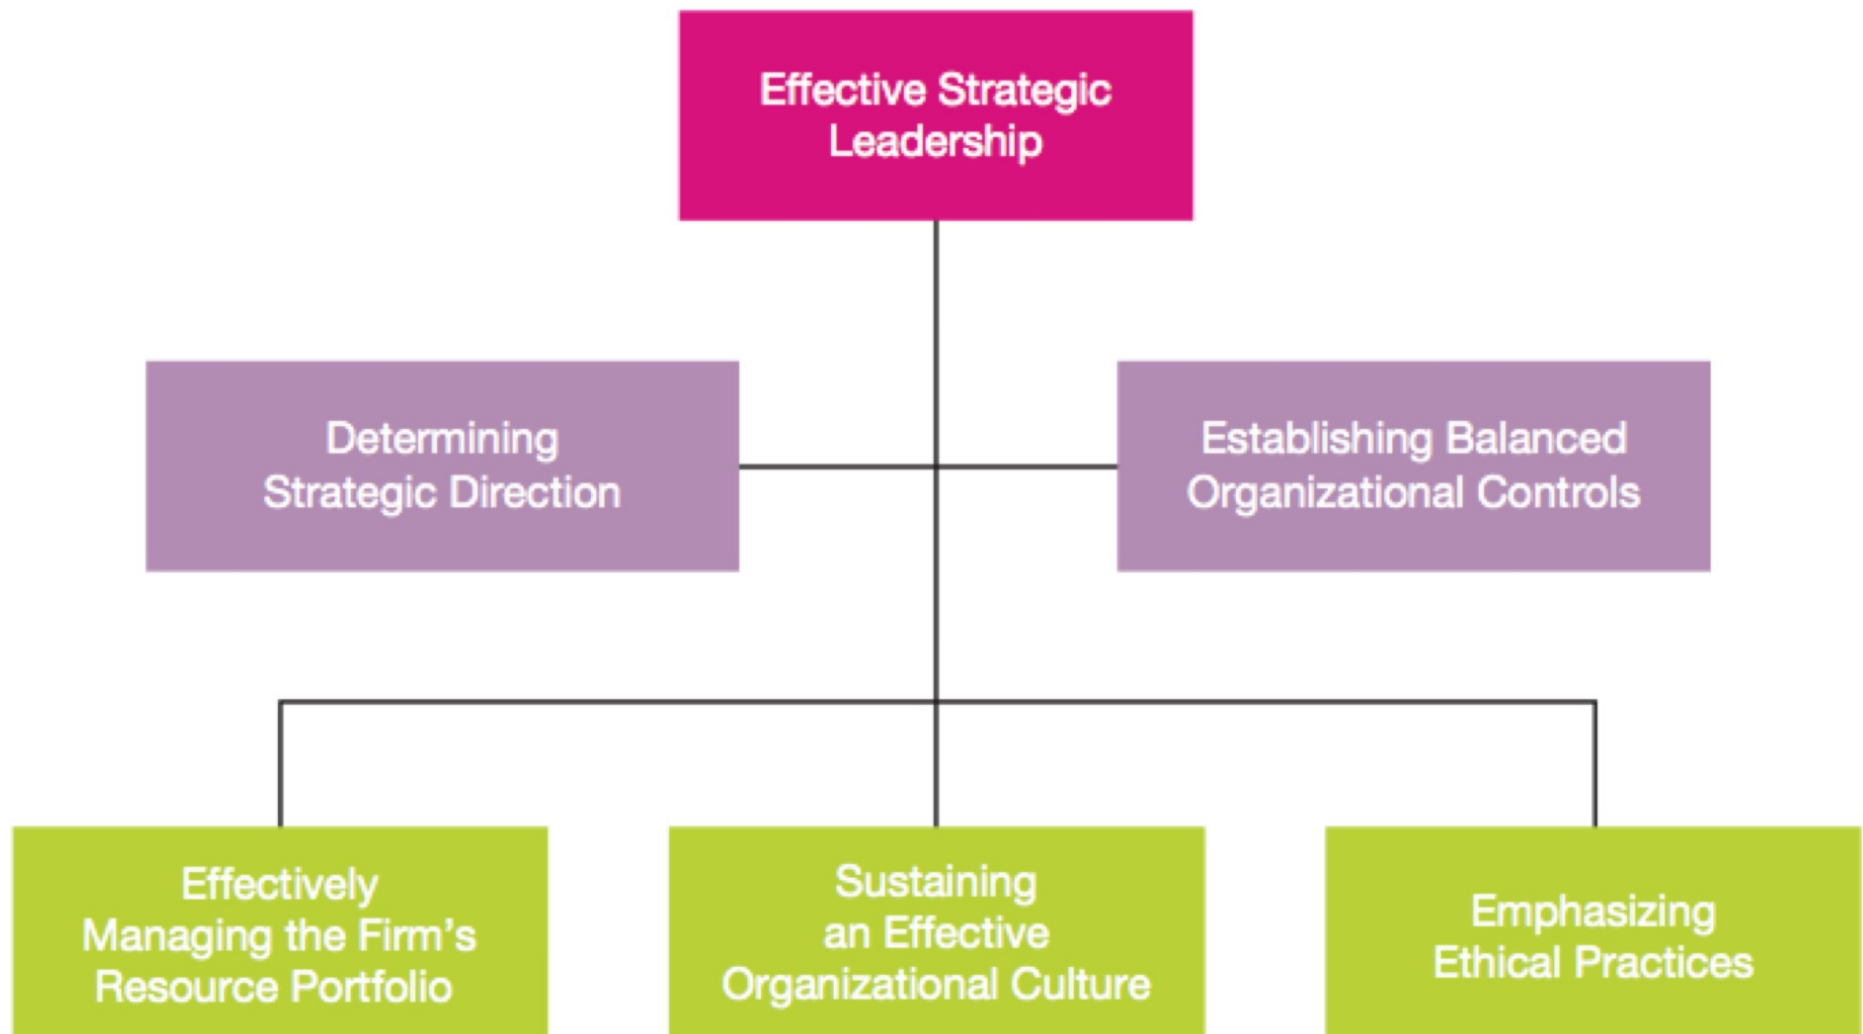 Effective Strategic
Leadership
Determining
Strategic Direction
Establishing Balanced
Organizational Controls
Effectively
Managing the Firm’s
Resource Portfolio
Sustaining
an Effective
Organizational Culture
Emphasizing
Ethical Practices